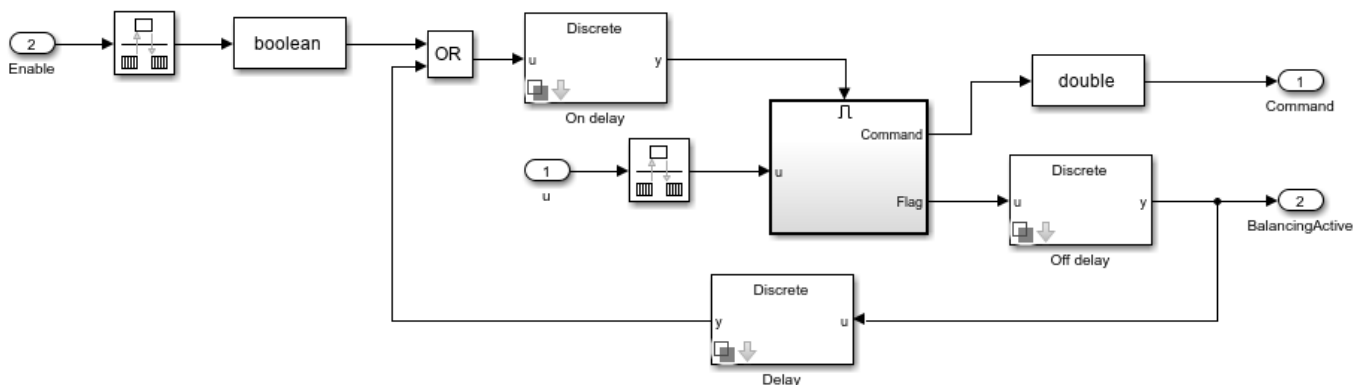 2
Enable
boolean
OR
Discrete
u
y
On delay
1
u
u
Command
Flag
double
1
Command
Discrete
u
y
Off delay
2
BalancingActive
Discrete
y
u
Delay